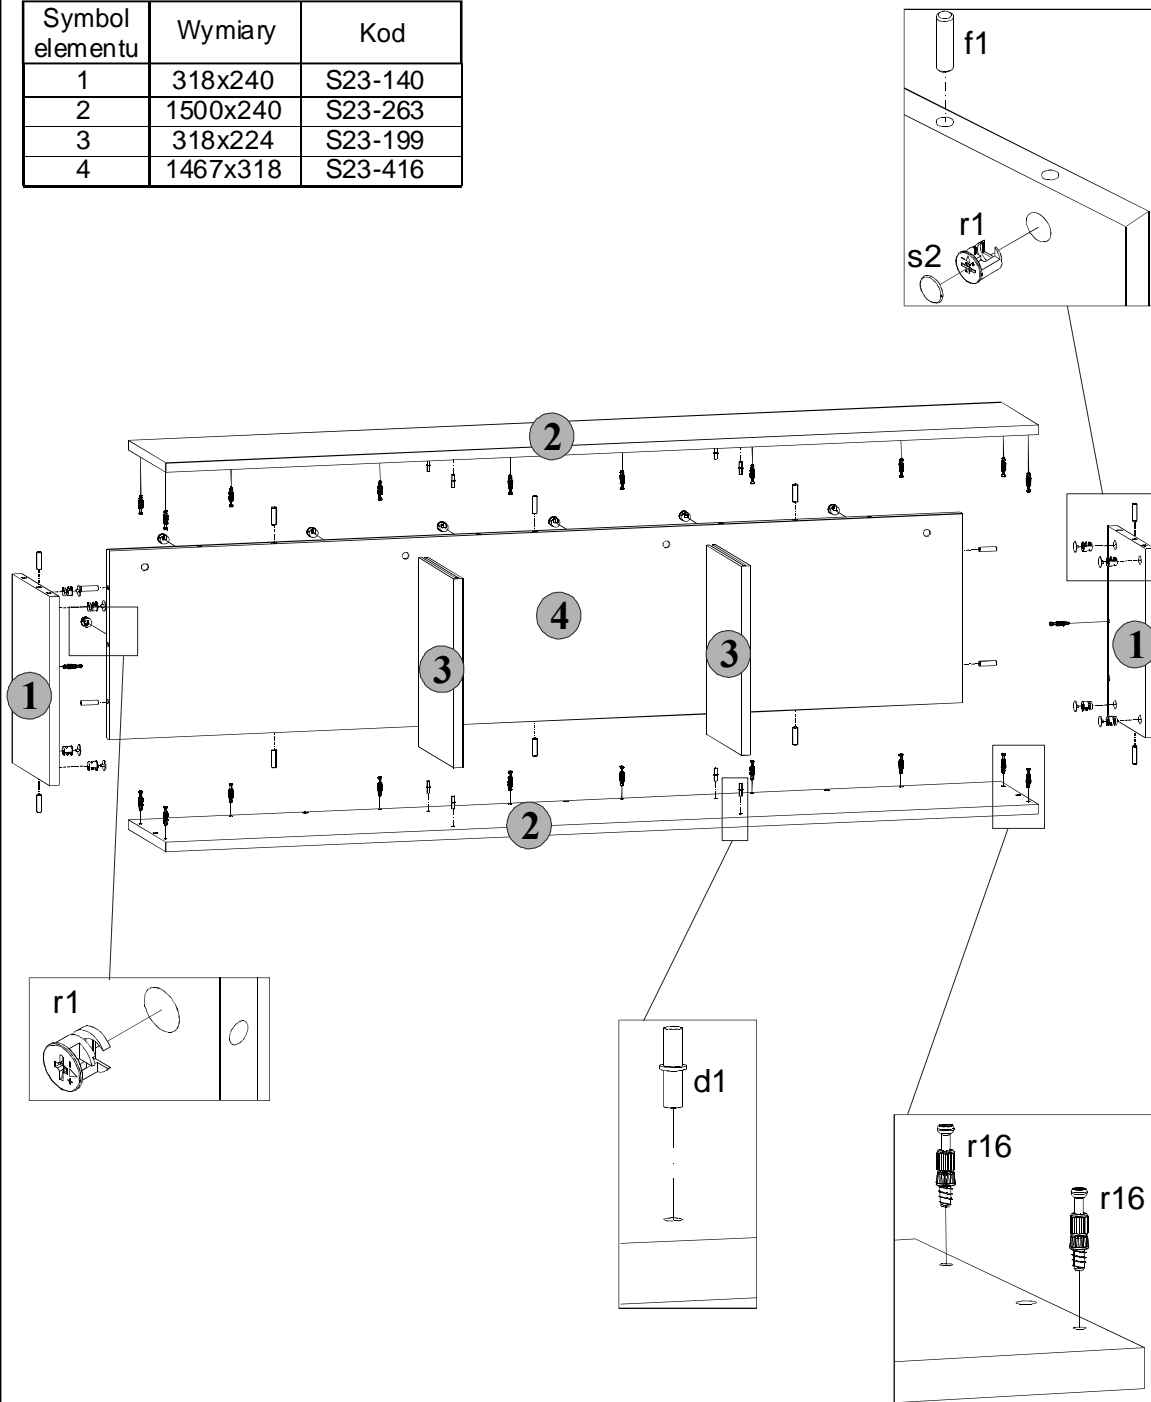 Symbol elementu Wymiary Kod
1 318x240 S23-140
2 1500x240 S23-263
3 318x224 S23-199
4 1467x318 S23-416
f1
r1
s2
2
4
3
3
1
1
2
r1
d1
r16
r16